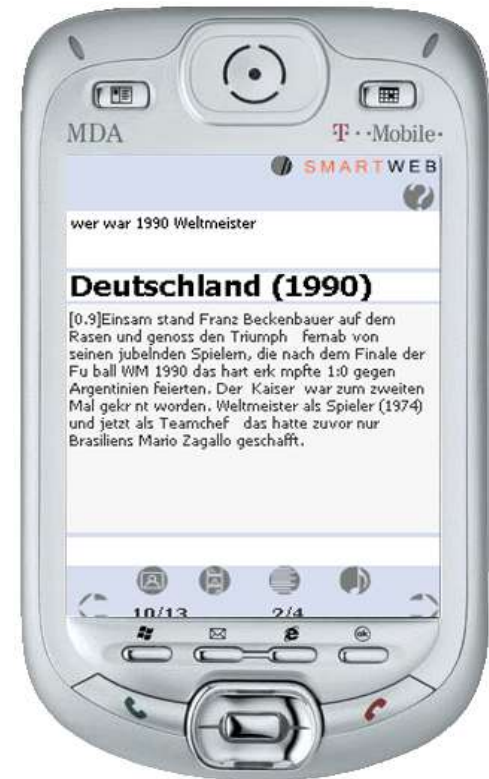 MDA
T··Mobile·
SMARTWEB
wer war 1990 Weltmeister
Deutschland (1990)
[0.9]Einsam stand Franz Beckenbauer auf dem
Rasen und genoss den Triumph fernab von
seinen jubelnden Spielern, die nach dem Finale der
Fu ball WM 1990 das hart erk mpfte 1:0 gegen
Argentinien feierten. Der Kaiser war zum zweiten
Mal gekr nt worden. Weltmeister als Spieler (1974)
und jetzt als Teamchef das hatte zuvor nur
Brasiliens Mario Zagallo geschafft.
10/13 2/4
ok